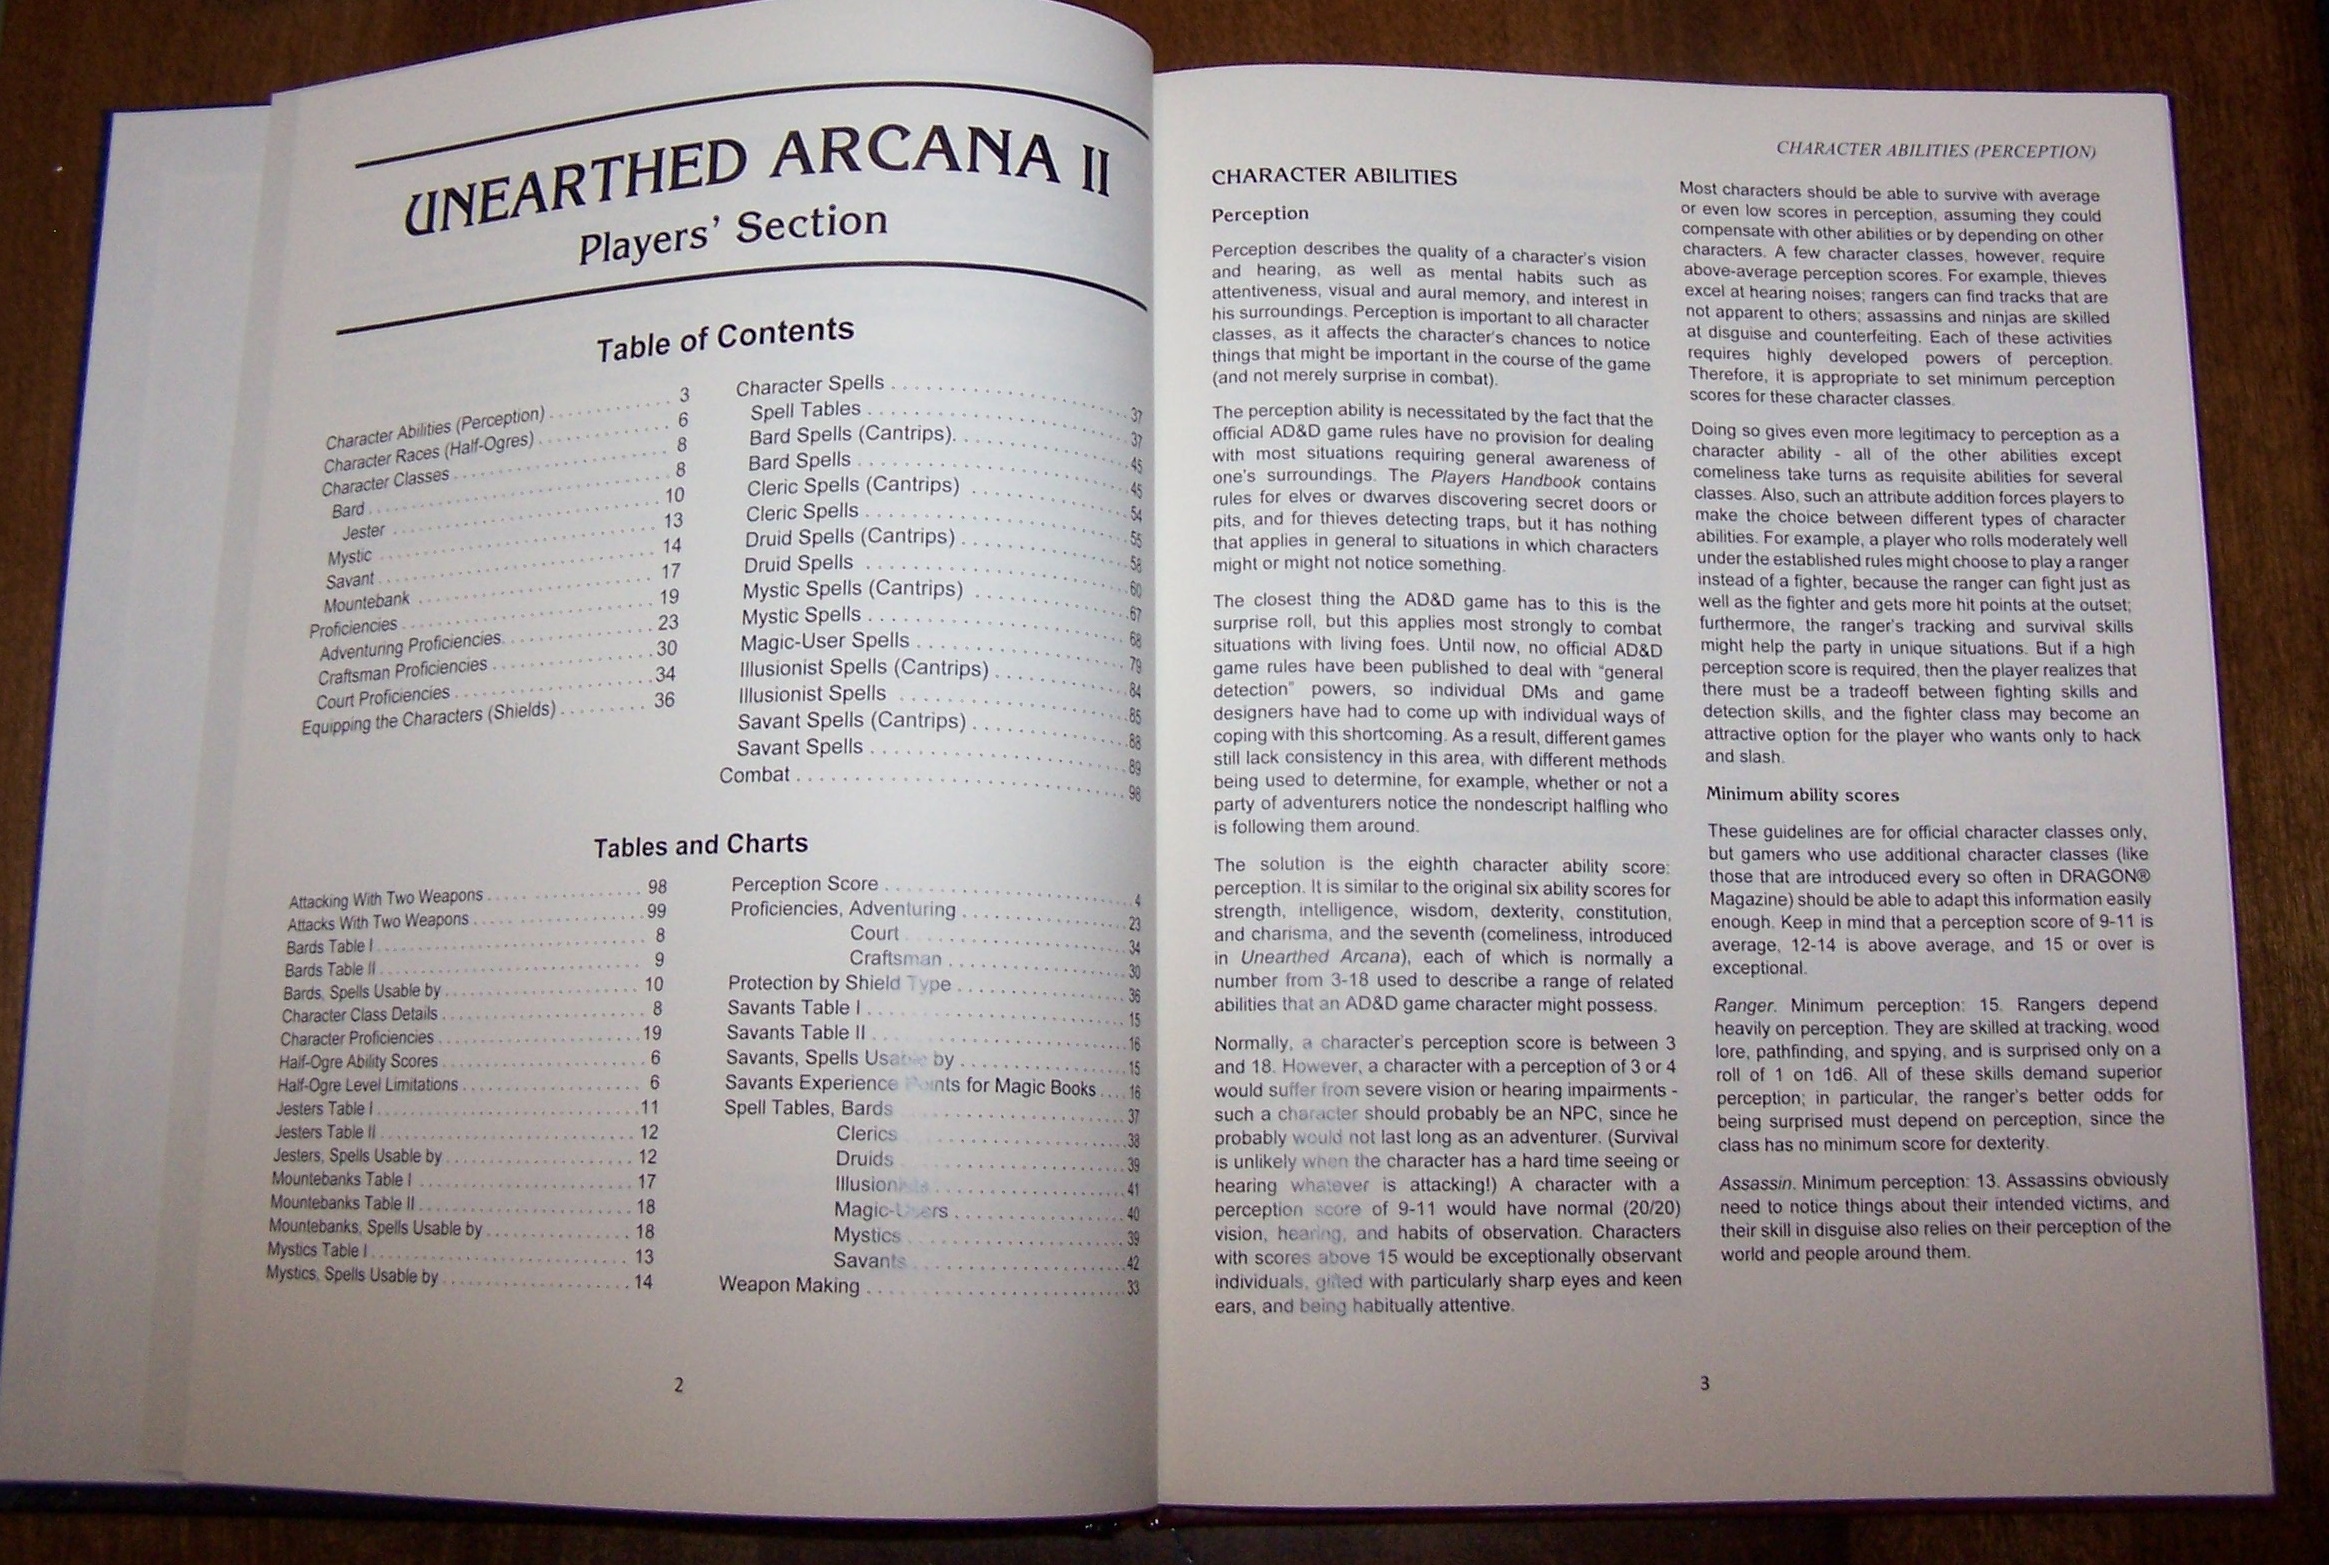 UNEARTHED ARCANA II
Players' Section
Table of Contents
Character Abilities (Perception) . . . . . . . . . . . . 3
Character Races (Half-Ogres) . . . . . . . . . . . . 6
Character Classes . . . . . . . . . . . . 8
Bard . . . . . . . . . . . . 8
Jester . . . . . . . . . . . . 10
Mystic . . . . . . . . . . . . 13
Savant . . . . . . . . . . . . 14
Mountebank . . . . . . . . . . . . 17
Proficiencies . . . . . . . . . . . . 19
Adventuring Proficiencies . . . . . . . . . . . . 23
Craftsman Proficiencies . . . . . . . . . . . . 30
Court Proficiencies . . . . . . . . . . . . 34
Equipping the Characters (Shields) . . . . . . . . . 36
Character Spells . . . . . . . . . . . . 37
Spell Tables . . . . . . . . . . . . 37
Bard Spells (Cantrips). . . . . . . . . . . . 45
Bard Spells . . . . . . . . . . . . 45
Cleric Spells (Cantrips) . . . . . . . . . . . . 54
Cleric Spells . . . . . . . . . . . . 55
Druid Spells (Cantrips) . . . . . . . . . . . . 58
Druid Spells . . . . . . . . . . . . 60
Mystic Spells (Cantrips) . . . . . . . . . . . . 67
Mystic Spells . . . . . . . . . . . . 68
Magic-User Spells . . . . . . . . . . . . 79
Illusionist Spells (Cantrips) . . . . . . . . . . . . 84
Illusionist Spells . . . . . . . . . . . . 85
Savant Spells (Cantrips) . . . . . . . . . . . . 88
Savant Spells . . . . . . . . . . . . 89
Combat . . . . . . . . . . . . 98
Tables and Charts
Attacking With Two Weapons . . . . . . . . . . . . 98
Attacks With Two Weapons . . . . . . . . . . . . 99
Bards Table I . . . . . . . . . . . . 8
Bards Table II . . . . . . . . . . . . 9
Bards, Spells Usable by . . . . . . . . . . . . 10
Character Class Details . . . . . . . . . . . . 8
Character Proficiencies . . . . . . . . . . . . 19
Half-Ogre Ability Scores . . . . . . . . . . . . 6
Half-Ogre Level Limitations . . . . . . . . . . . . 6
Jesters Table I . . . . . . . . . . . . 11
Jesters Table II . . . . . . . . . . . . 12
Jesters, Spells Usable by . . . . . . . . . . . . 12
Mountebanks Table I . . . . . . . . . . . . 17
Mountebanks Table II . . . . . . . . . . . . 18
Mountebanks, Spells Usable by . . . . . . . . . . . . 18
Mystics Table I . . . . . . . . . . . . 13
Mystics, Spells Usable by . . . . . . . . . . . . 14
Perception Score . . . . . . . . . . . . 4
Proficiencies, Adventuring . . . . . . . . . . . . 23
Court . . . . . . . . . . . . 34
Craftsman . . . . . . . . . . . . 30
Protection by Shield Type . . . . . . . . . . . . 36
Savants Table I . . . . . . . . . . . . 15
Savants Table II . . . . . . . . . . . . 16
Savants, Spells Usable by . . . . . . . . . . . . 15
Savants Experience Points for Magic Books . . . . 16
Spell Tables, Bards . . . . . . . . . . . . 37
Clerics . . . . . . . . . . . . 38
Druids . . . . . . . . . . . . 39
Illusionists . . . . . . . . . . . . 41
Magic-Users . . . . . . . . . . . . 40
Mystics . . . . . . . . . . . . 39
Savants . . . . . . . . . . . . 42
Weapon Making . . . . . . . . . . . . 33
2
CHARACTER ABILITIES (PERCEPTION)
CHARACTER ABILITIES
Perception
Perception describes the quality of a character's vision
and hearing, as well as mental habits such as
attentiveness, visual and aural memory, and interest in
his surroundings. Perception is important to all character
classes, as it affects the character's chances to notice
things that might be important in the course of the game
(and not merely surprise in combat).
The perception ability is necessitated by the fact that the
official AD&D game rules have no provision for dealing
with most situations requiring general awareness of
one's surroundings. The Players Handbook contains
rules for elves or dwarves discovering secret doors or
pits, and for thieves detecting traps, but it has nothing
that applies in general to situations in which characters
might or might not notice something.
The closest thing the AD&D game has to this is the
surprise roll, but this applies most strongly to combat
situations with living foes. Until now, no official AD&D
game rules have been published to deal with "general
detection" powers, so individual DMs and game
designers have had to come up with individual ways of
coping with this shortcoming. As a result, different games
still lack consistency in this area, with different methods
being used to determine, for example, whether or not a
party of adventurers notice the nondescript halfling who
is following them around.
The solution is the eighth character ability score:
perception. It is similar to the original six ability scores for
strength, intelligence, wisdom, dexterity, constitution,
and charisma, and the seventh (comeliness, introduced
in Unearthed Arcana), each of which is normally a
number from 3-18 used to describe a range of related
abilities that an AD&D game character might possess.
Normally, a character's perception score is between 3
and 18. However, a character with a perception of 3 or 4
would suffer from severe vision or hearing impairments -
such a character should probably be an NPC, since he
probably would not last long as an adventurer. (Survival
is unlikely when the character has a hard time seeing or
hearing whatever is attacking!) A character with a
perception score of 9-11 would have normal (20/20)
vision, hearing, and habits of observation. Characters
with scores above 15 would be exceptionally observant
individuals, gifted with particularly sharp eyes and keen
ears, and being habitually attentive.
Most characters should be able to survive with average
or even low scores in perception, assuming they could
compensate with other abilities or by depending on other
characters. A few character classes, however, require
above-average perception scores. For example, thieves
excel at hearing noises; rangers can find tracks that are
not apparent to others; assassins and ninjas are skilled
at disguise and counterfeiting. Each of these activities
requires highly developed powers of perception.
Therefore, it is appropriate to set minimum perception
scores for these character classes.
Doing so gives even more legitimacy to perception as a
character ability - all of the other abilities except
comeliness take turns as requisite abilities for several
classes. Also, such an attribute addition forces players to
make the choice between different types of character
abilities. For example, a player who rolls moderately well
under the established rules might choose to play a ranger
instead of a fighter, because the ranger can fight just as
well as the fighter and gets more hit points at the outset;
furthermore, the ranger's tracking and survival skills
might help the party in unique situations. But if a high
perception score is required, then the player realizes that
there must be a tradeoff between fighting skills and
detection skills, and the fighter class may become an
attractive option for the player who wants only to hack
and slash.
Minimum ability scores
These guidelines are for official character classes only,
but gamers who use additional character classes (like
those that are introduced every so often in DRAGON®
Magazine) should be able to adapt this information easily
enough. Keep in mind that a perception score of 9-11 is
average, 12-14 is above average, and 15 or over is
exceptional.
Ranger. Minimum perception: 15. Rangers depend
heavily on perception. They are skilled at tracking, wood
lore, pathfinding, and spying, and is surprised only on a
roll of 1 on 1d6. All of these skills demand superior
perception; in particular, the ranger's better odds for
being surprised must depend on perception, since the
class has no minimum score for dexterity.
Assassin. Minimum perception: 13. Assassins obviously
need to notice things about their intended victims, and
their skill in disguise also relies on their perception of the
world and people around them.
3